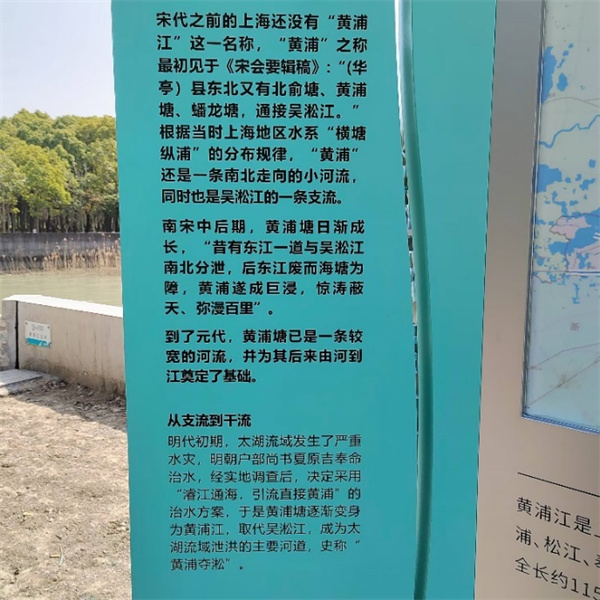 宋代之前的上海还没有“黄浦
江”这一名称，“黄浦”之称
最初见于《宋会要辑稿》：“(华
亭）县东北又有北俞塘、黄浦
塘、蟠龙塘，通接吴淞江。”
根据当时上海地区水系“横塘
纵浦”的分布规律，“黄浦”
还是一条南北走向的小河流，
同时也是吴淞江的一条支流。
南宋中后期，黄浦塘日渐成
长，“昔有东江一道与吴淞江
南北分泄，后东江废而海塘为
障，黄浦遂成巨浸，惊涛蔽
天、弥漫百里”。
到了元代，黄浦塘已是一条较
宽的河流，并为其后来由河到
江奠定了基础。
从支流到干流
明代初期，太湖流域发生了严重
水灾，明朝户部尚书夏原吉奉命
治水，经实地调查后，决定采用
“濬江通海，引流直接黄浦”的
治水方案，于是黄浦塘逐渐变身
为黄浦江，取代吴淞江，成为太
湖流域泄洪的主要河道，史称“
黄浦夺淞”。
黄浦江是
浦、松江、
全长约115